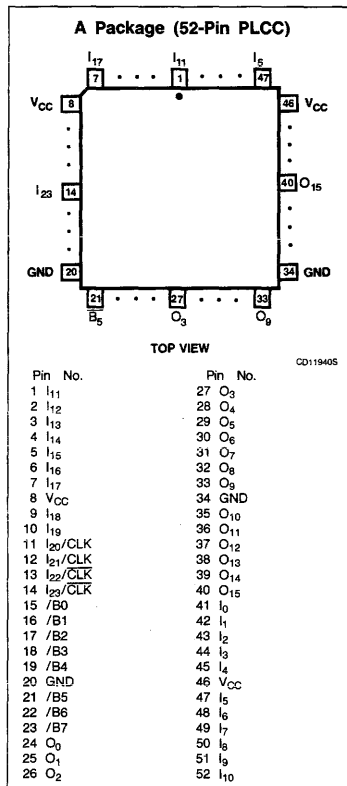 A Package (52-Pin PLCC)
I17 I11 I5
7 1 47
VCC 8 46 VCC
I23 14 40 O15
GND 20 34 GND
21 27 33
B̅5̅ O3 O9
TOP VIEW
CD11940S
Pin No.
1 I11
2 I12
3 I13
4 I14
5 I15
6 I16
7 I17
8 VCC
9 I18
10 I19
11 I20/CLK
12 I21/CLK
13 I22/C̅L̅K̅
14 I23/C̅L̅K̅
15 /B0
16 /B1
17 /B2
18 /B3
19 /B4
20 GND
21 /B5
22 /B6
23 /B7
24 O0
25 O1
26 O2
Pin No.
27 O3
28 O4
29 O5
30 O6
31 O7
32 O8
33 O9
34 GND
35 O10
36 O11
37 O12
38 O13
39 O14
40 O15
41 I0
42 I1
43 I2
44 I3
45 I4
46 VCC
47 I5
48 I6
49 I7
50 I8
51 I9
52 I10